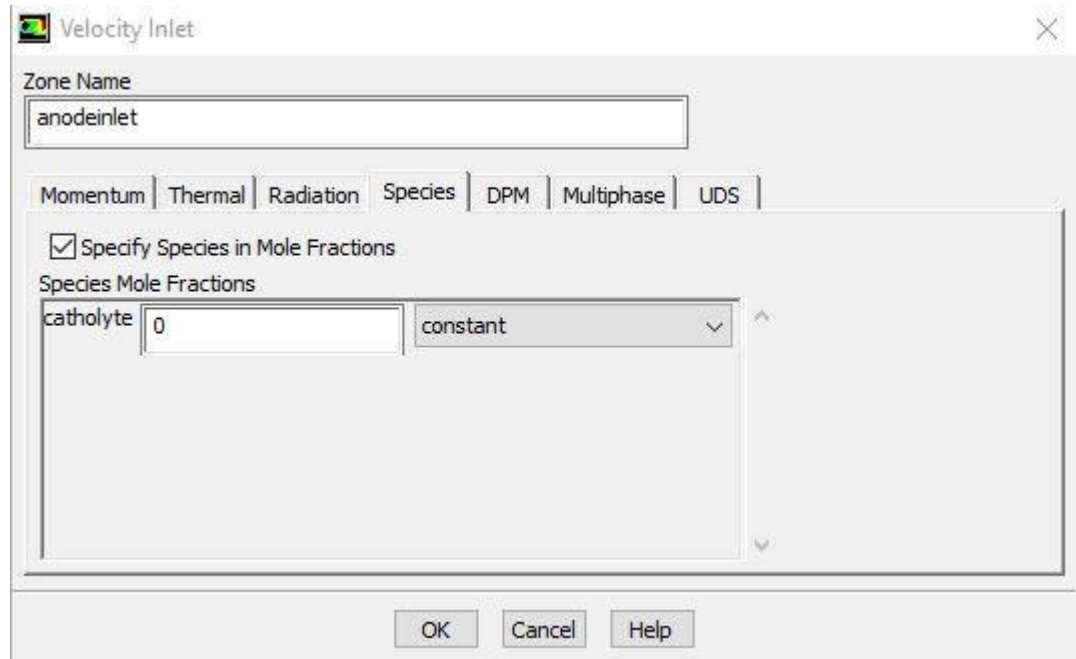 Velocity Inlet
Zone Name
anodeinlet
Momentum Thermal Radiation Species DPM Multiphase UDS
Specify Species in Mole Fractions
Species Mole Fractions
catholyte 0 constant
OK Cancel Help